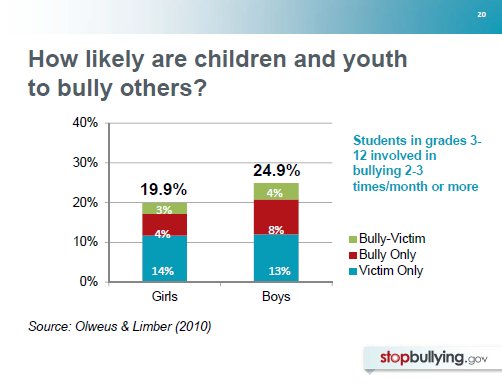 20
How likely are children and youth
to bully others?
40%
30%
20%
10%
0%
19.9%
3%
4%
14%
24.9%
4%
8%
13%
Girls
Boys
Students in grades 3-
12 involved in
bullying 2-3
times/month or more
Bully-Victim
Bully Only
Victim Only
Source: Olweus & Limber (2010)
stopbullying.gov